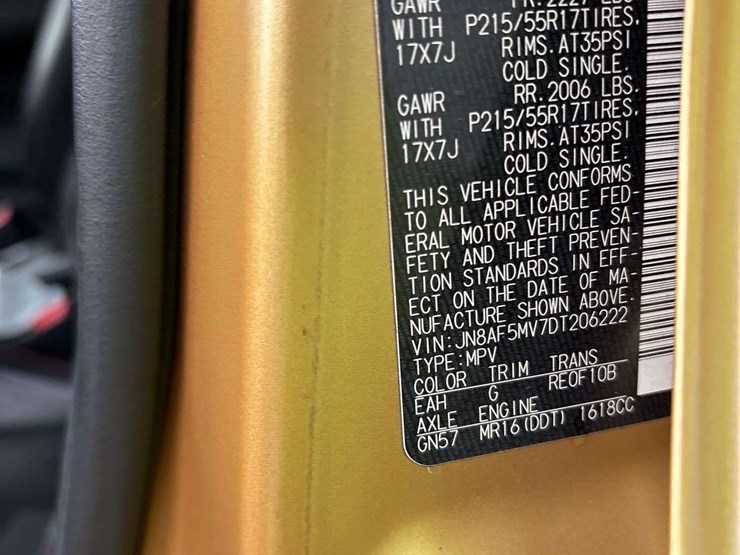 GAWR FR. 2227 LBS
WITH P215/55R17TIRES,
17X7J RIMS. AT35PSI
COLD SINGLE.
GAWR RR. 2006 LBS.
WITH P215/55R17TIRES,
17X7J RIMS. AT35PSI
COLD SINGLE.
THIS VEHICLE CONFORMS
TO ALL APPLICABLE FED-
ERAL MOTOR VEHICLE SA-
FETY AND THEFT PREVEN-
TION STANDARDS IN EFF-
ECT ON THE DATE OF MA-
NUFACTURE SHOWN ABOVE.
VIN:JN8AF5MV7DT206222
TYPE:MPV
COLOR TRIM TRANS
EAH G RE0F10B
AXLE ENGINE
GN57 MR16(DDT) 1618CC